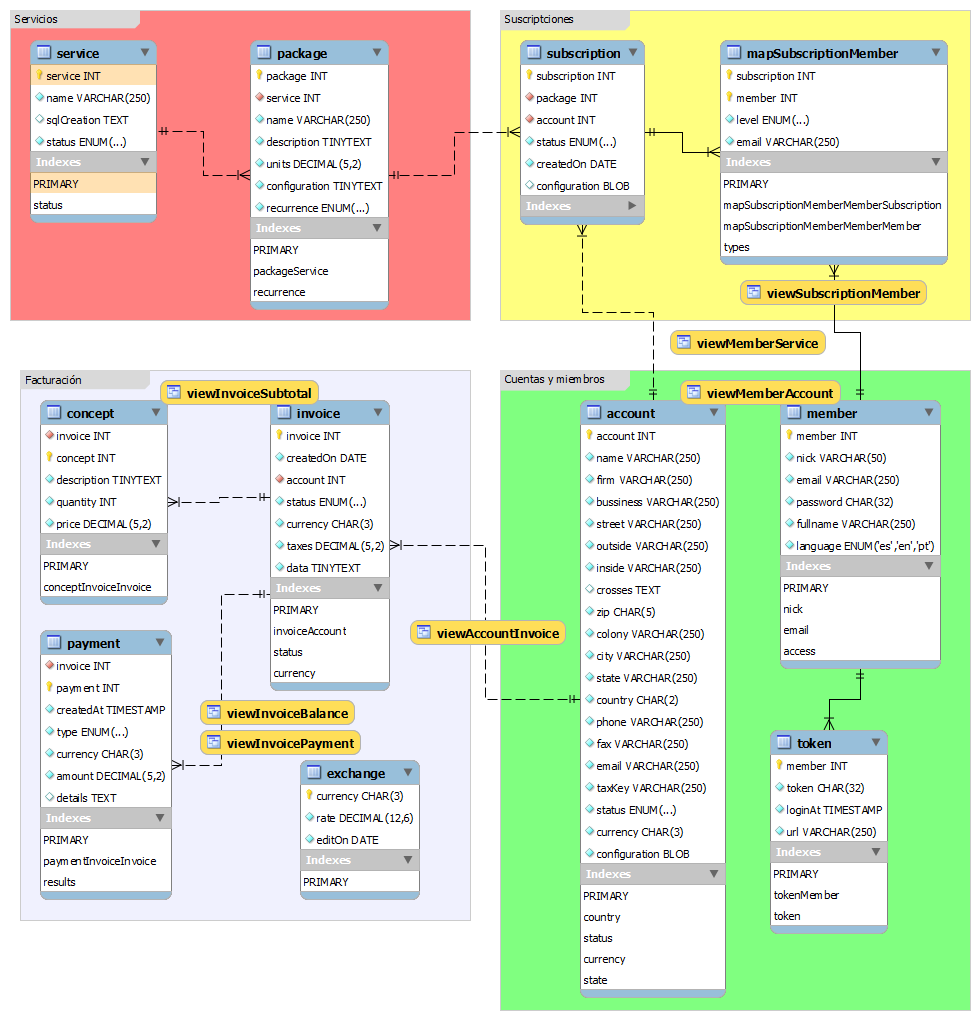 Servicios
service
service INT
name VARCHAR(250)
sqlCreation TEXT
status ENUM(...)
Indexes
PRIMARY
status
package
package INT
service INT
name VARCHAR(250)
description TINYTEXT
units DECIMAL(5,2)
configuration TINYTEXT
recurrence ENUM(...)
Indexes
PRIMARY
packageService
recurrence
Suscriptciones
subscription
subscription INT
package INT
account INT
status ENUM(...)
createdOn DATE
configuration BLOB
Indexes
mapSubscriptionMember
subscription INT
member INT
level ENUM(...)
email VARCHAR(250)
Indexes
PRIMARY
mapSubscriptionMemberMemberSubscription
mapSubscriptionMemberMemberMember
types
viewSubscriptionMember
viewMemberService
Facturación
viewInvoiceSubtotal
concept
invoice INT
concept INT
description TINYTEXT
quantity INT
price DECIMAL(5,2)
Indexes
PRIMARY
conceptInvoiceInvoice
invoice
invoice INT
createdOn DATE
account INT
status ENUM(...)
currency CHAR(3)
taxes DECIMAL(5,2)
data TINYTEXT
Indexes
PRIMARY
invoiceAccount
status
currency
payment
invoice INT
payment INT
createdAt TIMESTAMP
type ENUM(...)
currency CHAR(3)
amount DECIMAL(5,2)
details TEXT
Indexes
PRIMARY
paymentInvoiceInvoice
results
viewInvoiceBalance
viewInvoicePayment
exchange
currency CHAR(3)
rate DECIMAL(12,6)
editOn DATE
Indexes
PRIMARY
viewAccountInvoice
Cuentas y miembros
viewMemberAccount
account
account INT
name VARCHAR(250)
firm VARCHAR(250)
bussiness VARCHAR(250)
street VARCHAR(250)
outside VARCHAR(250)
inside VARCHAR(250)
crosses TEXT
zip CHAR(5)
colony VARCHAR(250)
city VARCHAR(250)
state VARCHAR(250)
country CHAR(2)
phone VARCHAR(250)
fax VARCHAR(250)
email VARCHAR(250)
taxKey VARCHAR(250)
status ENUM(...)
currency CHAR(3)
configuration BLOB
Indexes
PRIMARY
country
status
currency
state
member
member INT
nick VARCHAR(50)
email VARCHAR(250)
password CHAR(32)
fullname VARCHAR(250)
language ENUM('es','en','pt')
Indexes
PRIMARY
nick
email
access
token
member INT
token CHAR(32)
loginAt TIMESTAMP
url VARCHAR(250)
Indexes
PRIMARY
tokenMember
token